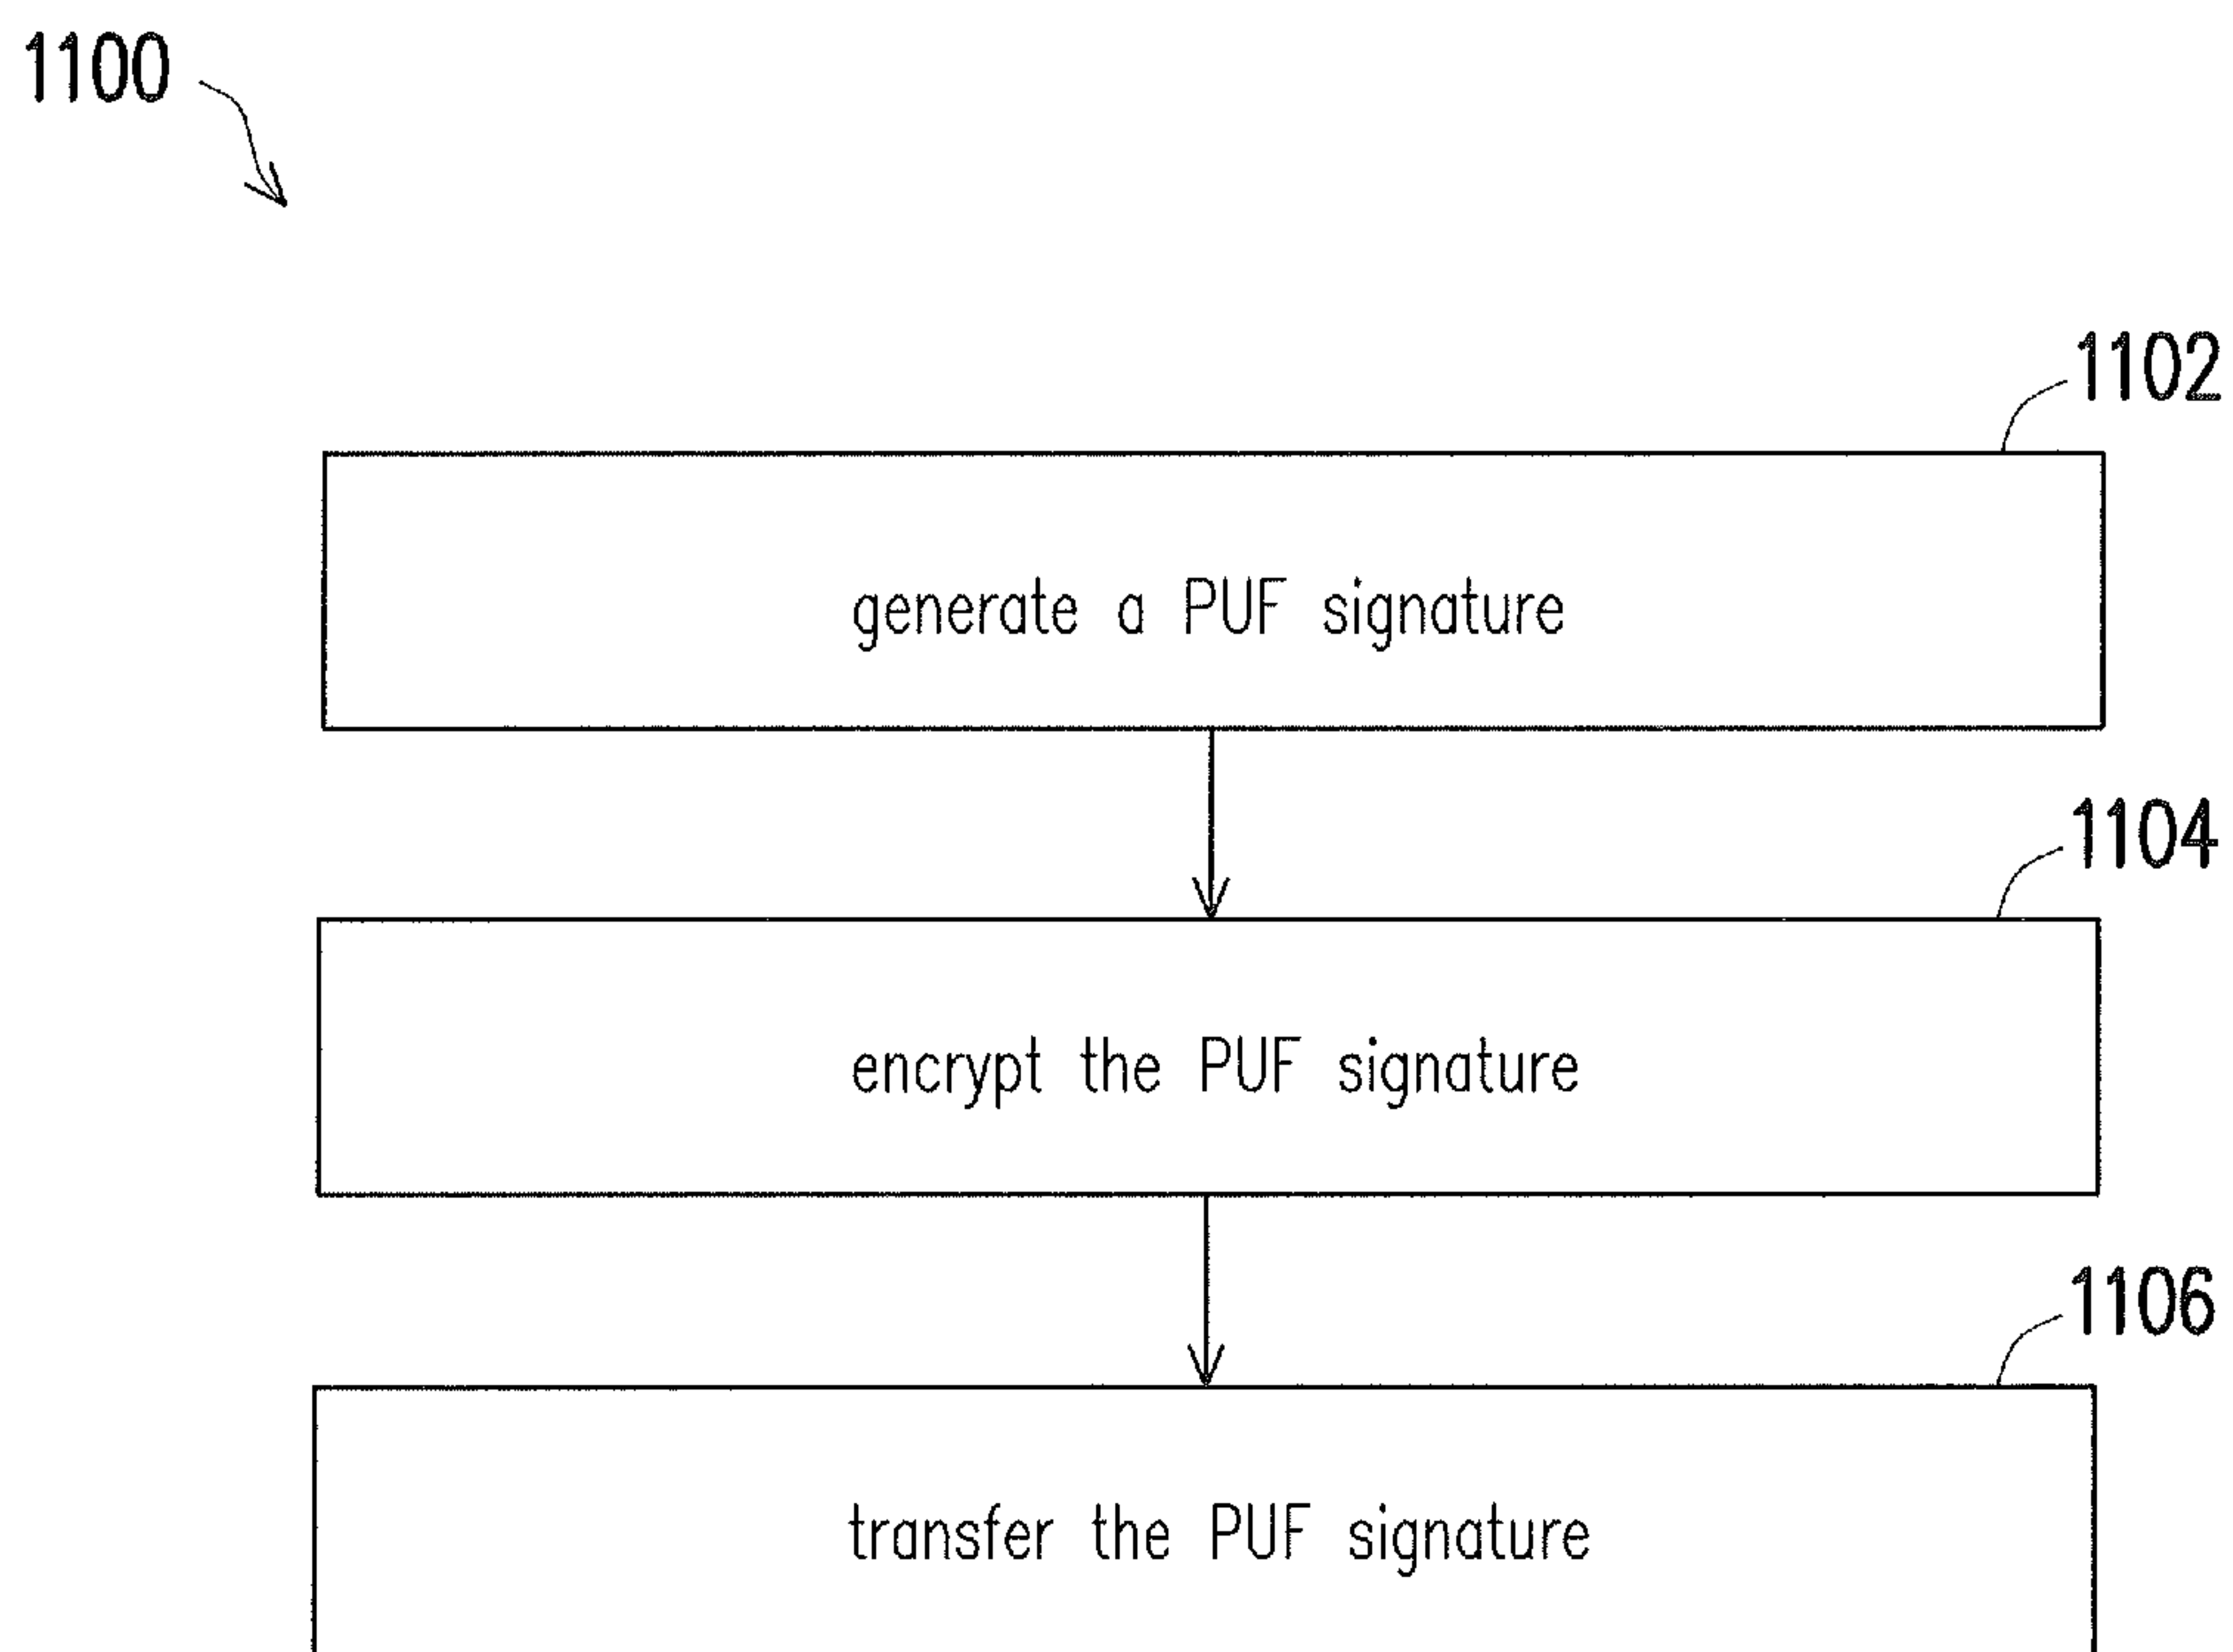 1100
1102
generate a PUF signature
1104
encrypt the PUF signature
1106
transfer the PUF signature